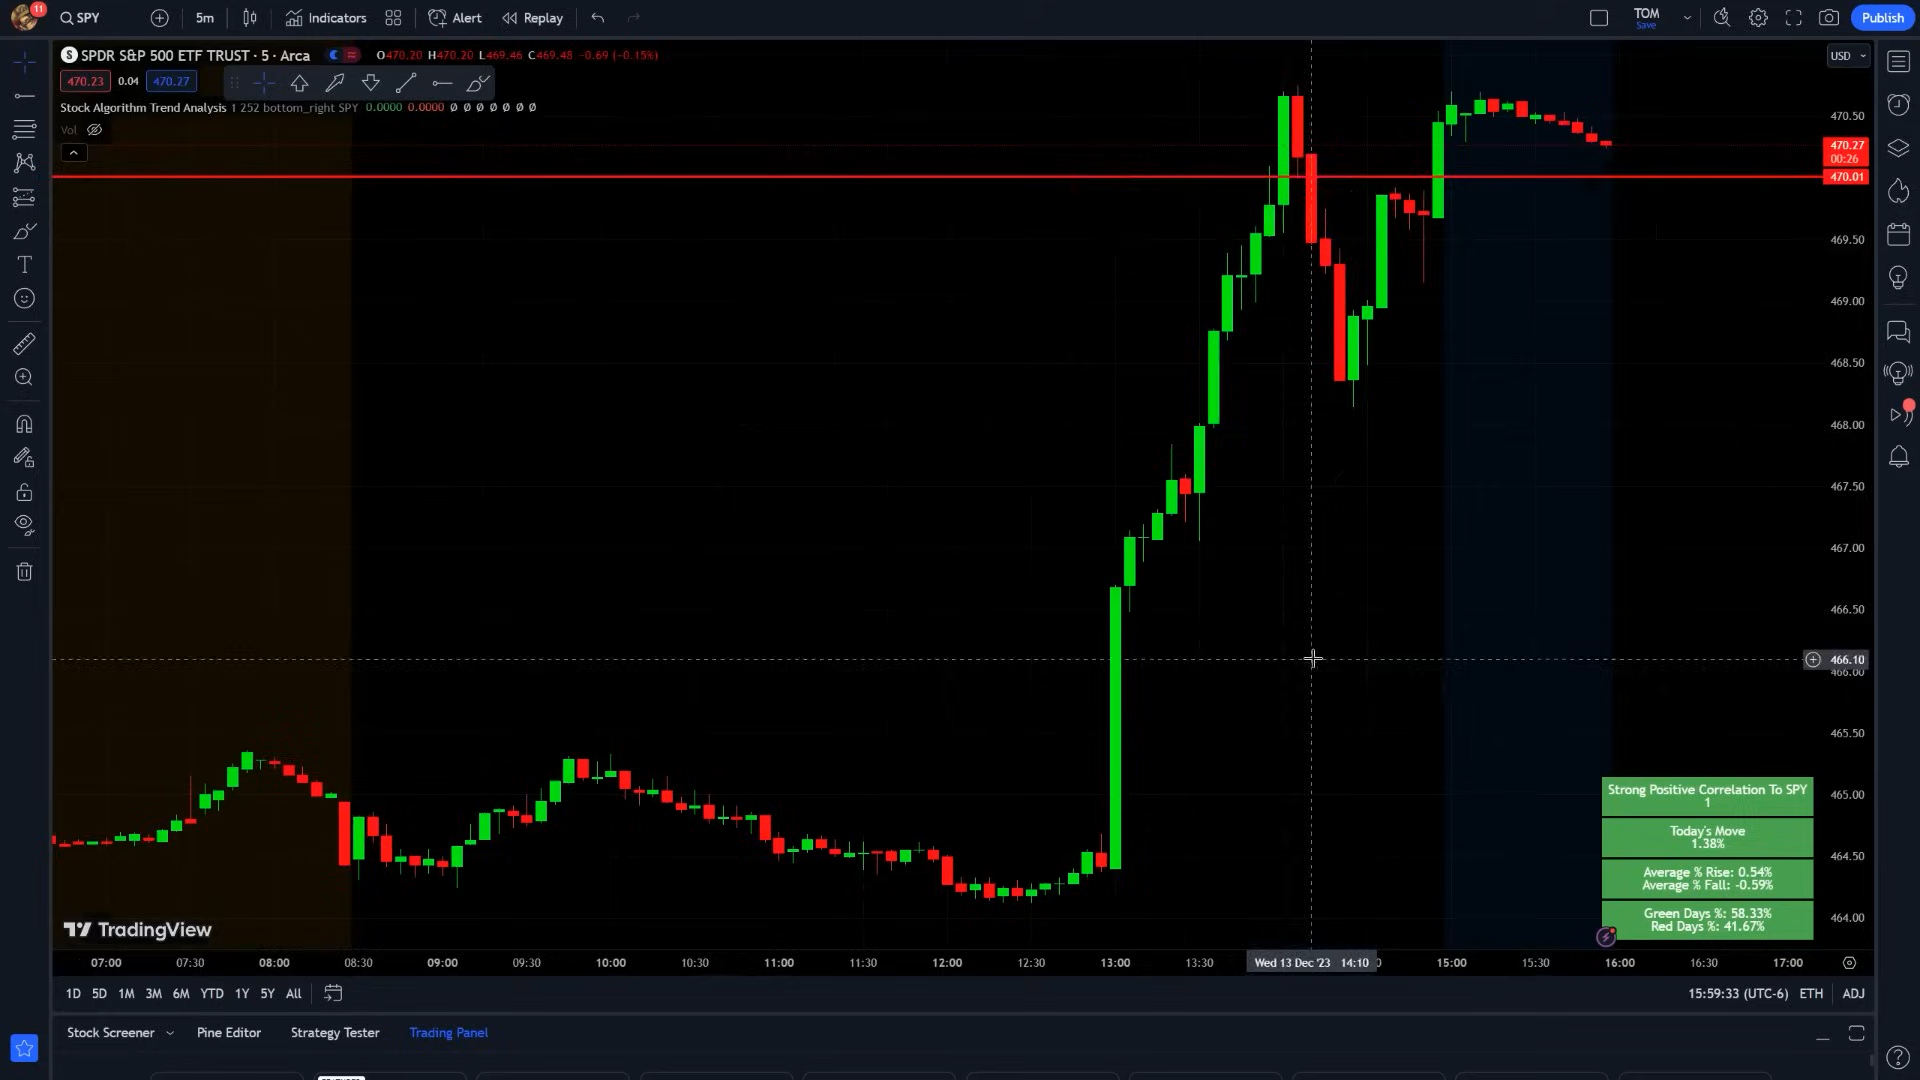 11
SPY
5m
Indicators
Alert
Replay
TOM
Save
Publish
S SPDR S&P 500 ETF TRUST · 5 · Arca
O470.20 H470.20 L469.46 C469.48 -0.69 (-0.15%)
USD
470.23 0.04 470.27
Stock Algorithm Trend Analysis 1 252 bottom_right SPY 0.0000 0.0000 Ø Ø Ø Ø Ø Ø Ø
Vol
470.50
470.27
00:26
470.01
469.50
469.00
468.50
468.00
467.50
467.00
466.50
466.10
466.00
465.50
465.00
464.50
464.00
Strong Positive Correlation To SPY
1
Today's Move
1.38%
Average % Rise: 0.54%
Average % Fall: -0.59%
Green Days %: 58.33%
Red Days %: 41.67%
TradingView
07:00 07:30 08:00 08:30 09:00 09:30 10:00 10:30 11:00 11:30 12:00 12:30 13:00 13:30 Wed 13 Dec '23 14:10 15:00 15:30 16:00 16:30 17:00
1D 5D 1M 3M 6M YTD 1Y 5Y All
15:59:33 (UTC-6) ETH ADJ
Stock Screener Pine Editor Strategy Tester Trading Panel